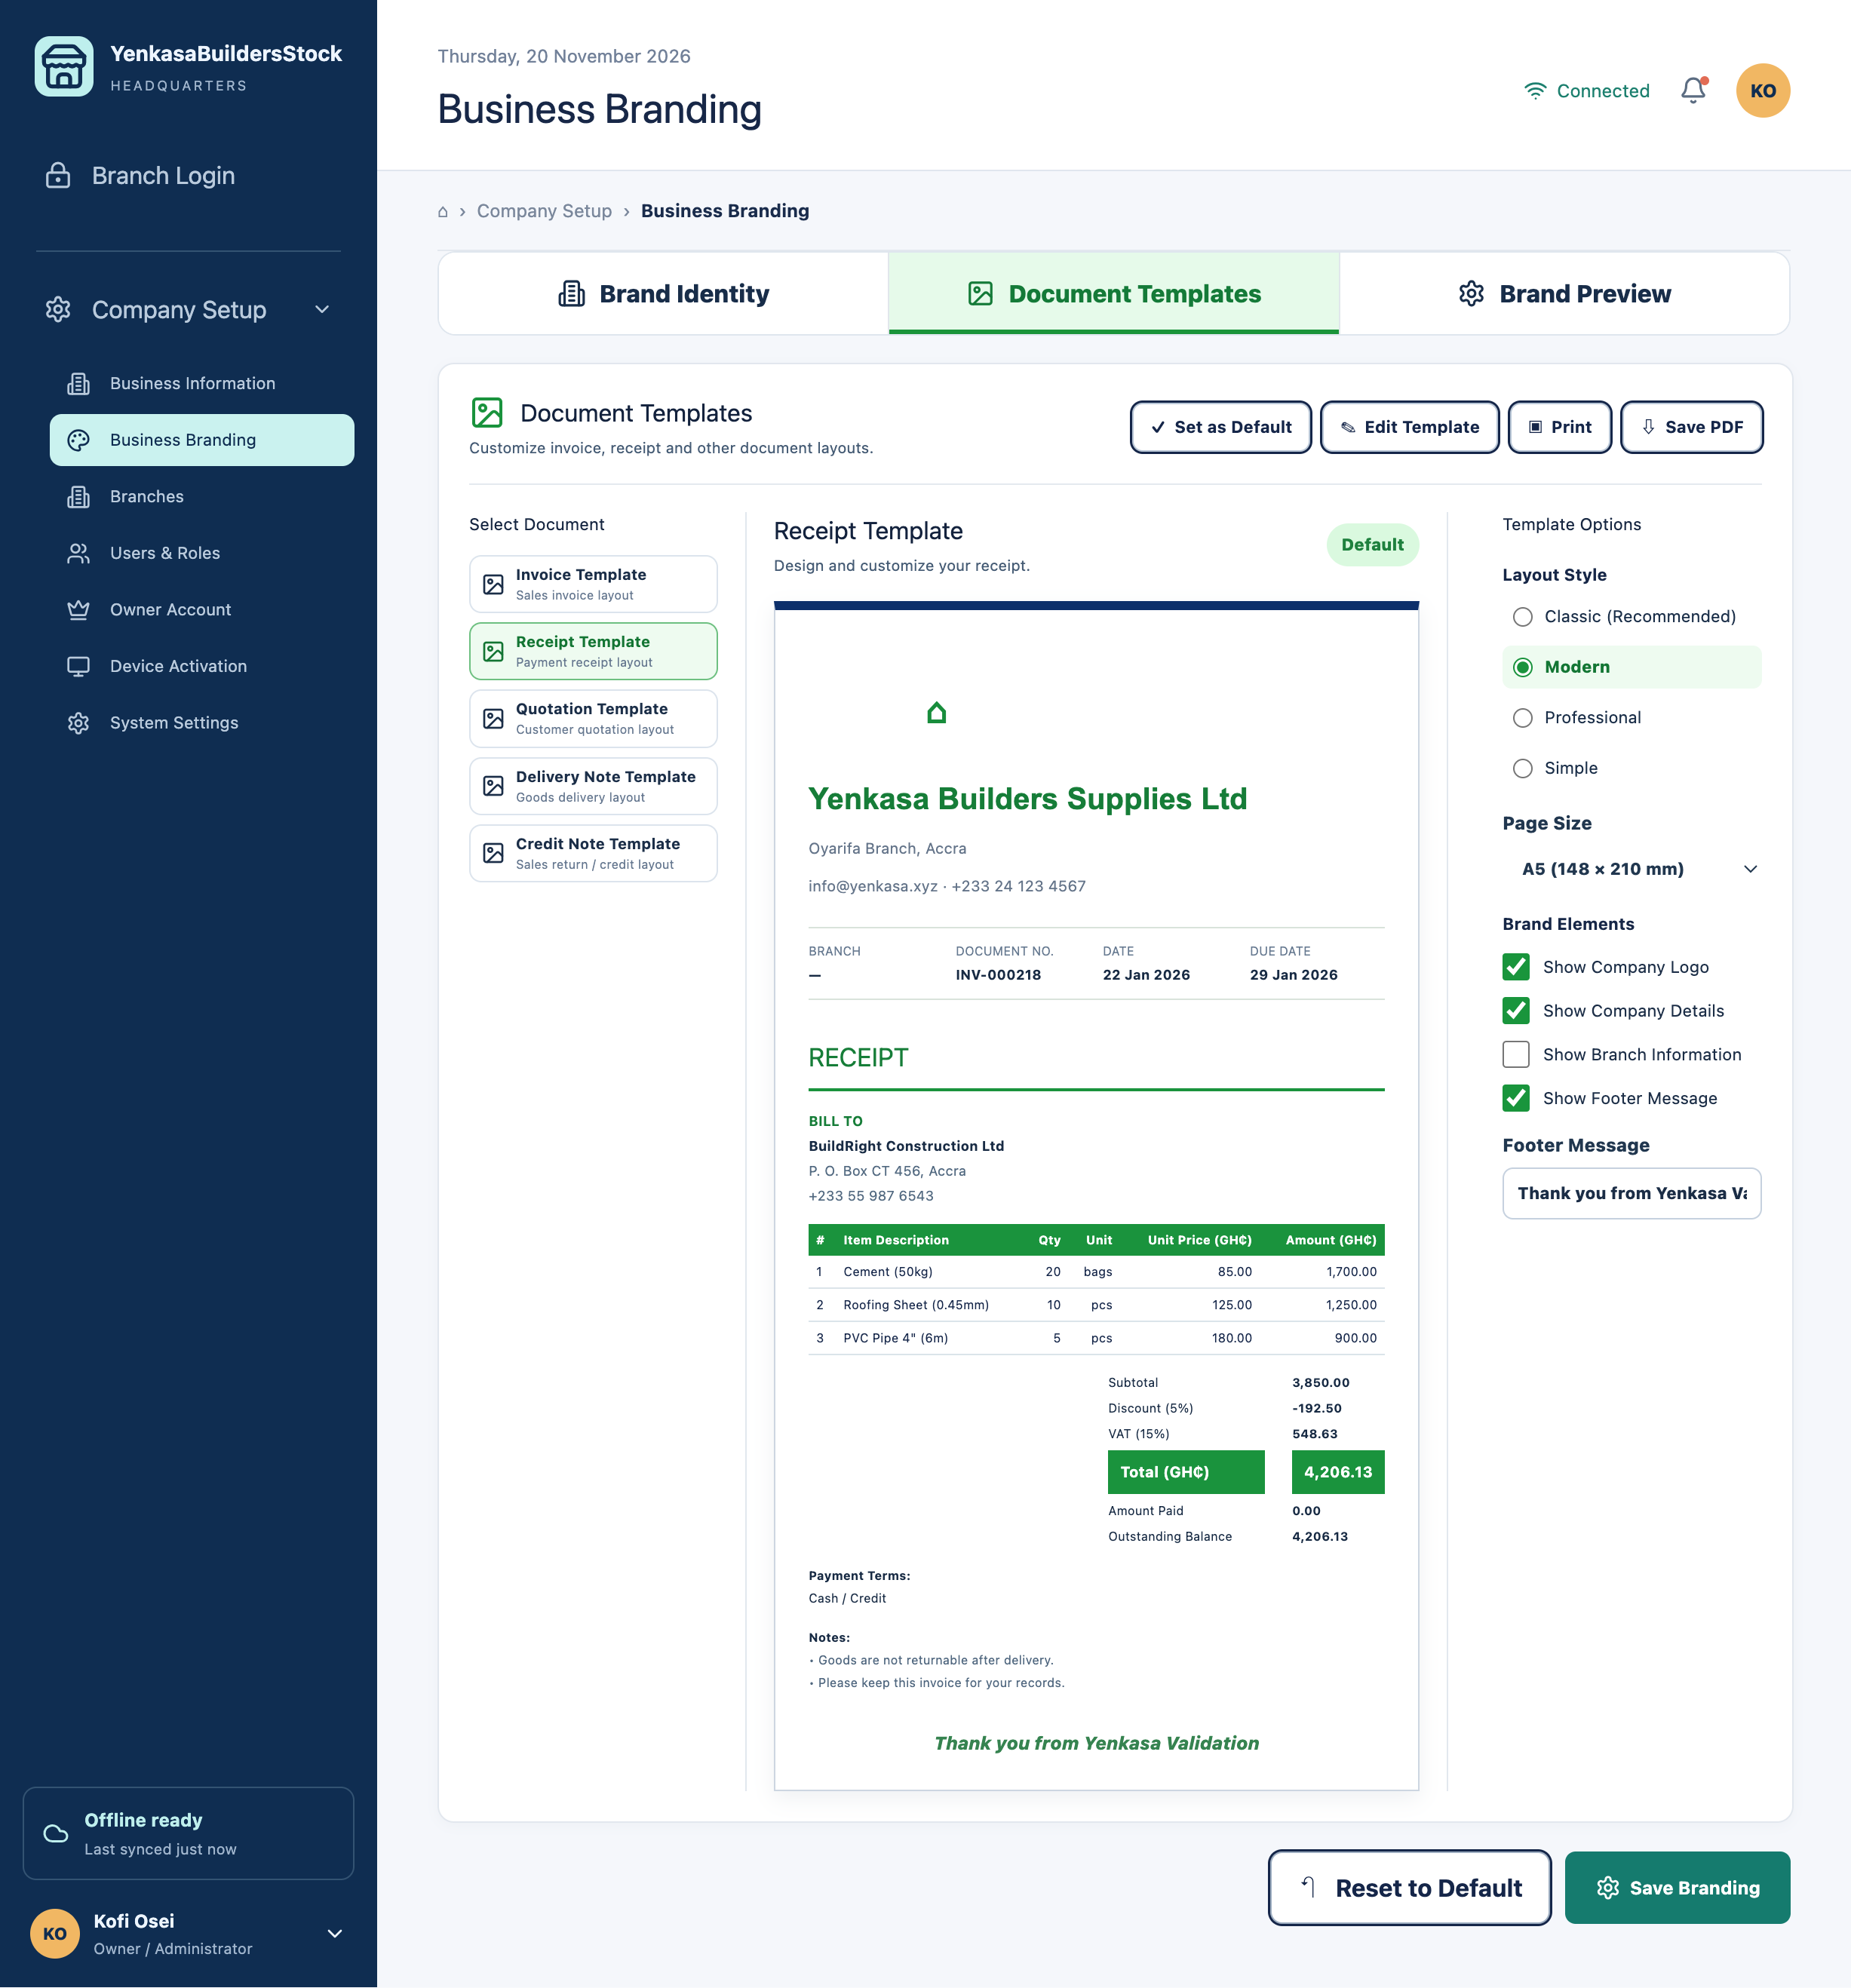 YenkasaBuildersStock
HEADQUARTERS
Branch Login
Company Setup
Business Information
Business Branding
Branches
Users & Roles
Owner Account
Device Activation
System Settings
Offline ready
Last synced just now
KO
Kofi Osei
Owner / Administrator
Thursday, 20 November 2026
Business Branding
Connected
KO
⌂ › Company Setup › Business Branding
Brand Identity
Document Templates
Brand Preview
Document Templates
Customize invoice, receipt and other document layouts.
✓ Set as Default
✎ Edit Template
▣ Print
⇩ Save PDF
Select Document
Invoice Template
Sales invoice layout
Receipt Template
Payment receipt layout
Quotation Template
Customer quotation layout
Delivery Note Template
Goods delivery layout
Credit Note Template
Sales return / credit layout
Receipt Template
Design and customize your receipt.
Default
⌂
Yenkasa Builders Supplies Ltd
Oyarifa Branch, Accra
info@yenkasa.xyz · +233 24 123 4567
BRANCH DOCUMENT NO. DATE DUE DATE
— INV-000218 22 Jan 2026 29 Jan 2026
RECEIPT
BILL TO
BuildRight Construction Ltd
P. O. Box CT 456, Accra
+233 55 987 6543
# Item Description Qty Unit Unit Price (GH₵) Amount (GH₵)
1 Cement (50kg) 20 bags 85.00 1,700.00
2 Roofing Sheet (0.45mm) 10 pcs 125.00 1,250.00
3 PVC Pipe 4" (6m) 5 pcs 180.00 900.00
Subtotal 3,850.00
Discount (5%) -192.50
VAT (15%) 548.63
Total (GH₵) 4,206.13
Amount Paid 0.00
Outstanding Balance 4,206.13
Payment Terms:
Cash / Credit
Notes:
• Goods are not returnable after delivery.
• Please keep this invoice for your records.
Thank you from Yenkasa Validation
Template Options
Layout Style
Classic (Recommended)
Modern
Professional
Simple
Page Size
A5 (148 × 210 mm)
Brand Elements
Show Company Logo
Show Company Details
Show Branch Information
Show Footer Message
Footer Message
Thank you from Yenkasa Va
Reset to Default
Save Branding